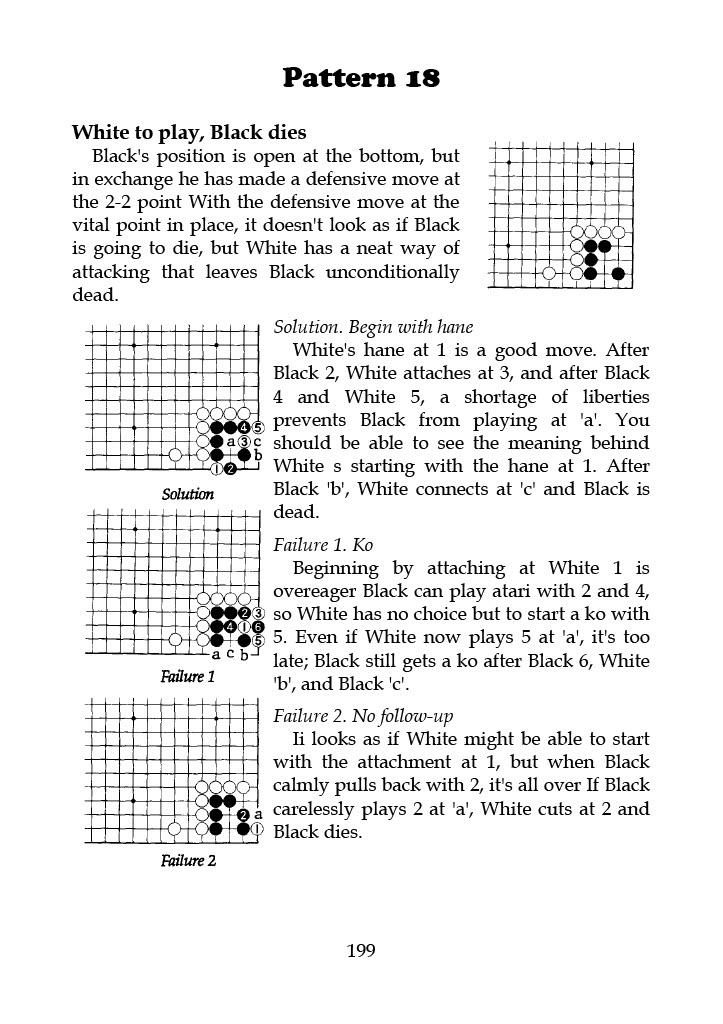 Pattern 18
White to play, Black dies
Black's position is open at the bottom, but
in exchange he has made a defensive move at
the 2-2 point With the defensive move at the
vital point in place, it doesn't look as if Black
is going to die, but White has a neat way of
attacking that leaves Black unconditionally
dead.
4 5
a 3 c
b
1 2
Solution
Solution. Begin with hane
White's hane at 1 is a good move. After
Black 2, White attaches at 3, and after Black
4 and White 5, a shortage of liberties
prevents Black from playing at 'a'. You
should be able to see the meaning behind
White s starting with the hane at 1. After
Black 'b', White connects at 'c' and Black is
dead.
2 3
4 1 6
5
a c b
Failure 1
Failure 1. Ko
Beginning by attaching at White 1 is
overeager Black can play atari with 2 and 4,
so White has no choice but to start a ko with
5. Even if White now plays 5 at 'a', it's too
late; Black still gets a ko after Black 6, White
'b', and Black 'c'.
2 a
1
Failure 2
Failure 2. No follow-up
Ii looks as if White might be able to start
with the attachment at 1, but when Black
calmly pulls back with 2, it's all over If Black
carelessly plays 2 at 'a', White cuts at 2 and
Black dies.
199